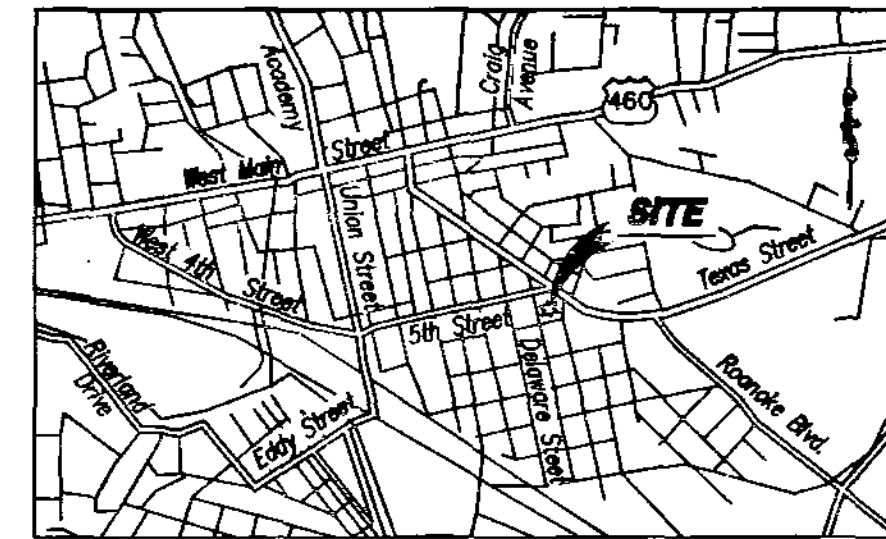 Academy
Craig
Avenue
460
West Main
Street
Union Street
SITE
West 4th
Street
Texas Street
5th Street
Delaware Street
Riverland
Drive
Eddy Street
Roanoke Blvd.